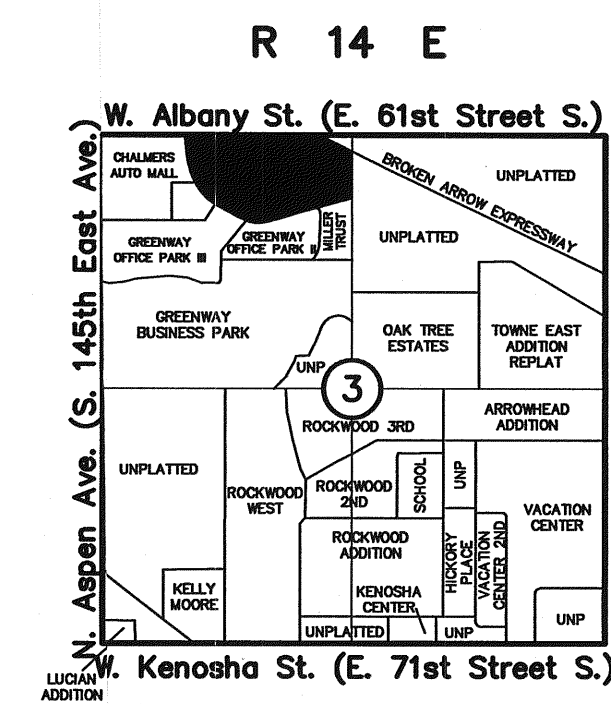 R 14 E
W. Albany St. (E. 61st Street S.)
N. Aspen Ave. (S. 145th East Ave.)
CHALMERS
AUTO MALL
BROKEN ARROW EXPRESSWAY
UNPLATTED
GREENWAY
OFFICE PARK III
GREENWAY
OFFICE PARK II
MILLER
TRUST
UNPLATTED
GREENWAY
BUSINESS PARK
UNP
OAK TREE
ESTATES
TOWNE EAST
ADDITION
REPLAT
3
ROCKWOOD 3RD
ARROWHEAD
ADDITION
UNPLATTED
ROCKWOOD
WEST
ROCKWOOD
2ND
SCHOOL
UNP
VACATION
CENTER
ROCKWOOD
ADDITION
HICKORY
PLACE
VACATION
CENTER 2ND
KELLY
MOORE
KENOSHA
CENTER
UNPLATTED
UNP
UNP
LUCIAN
ADDITION
W. Kenosha St. (E. 71st Street S.)